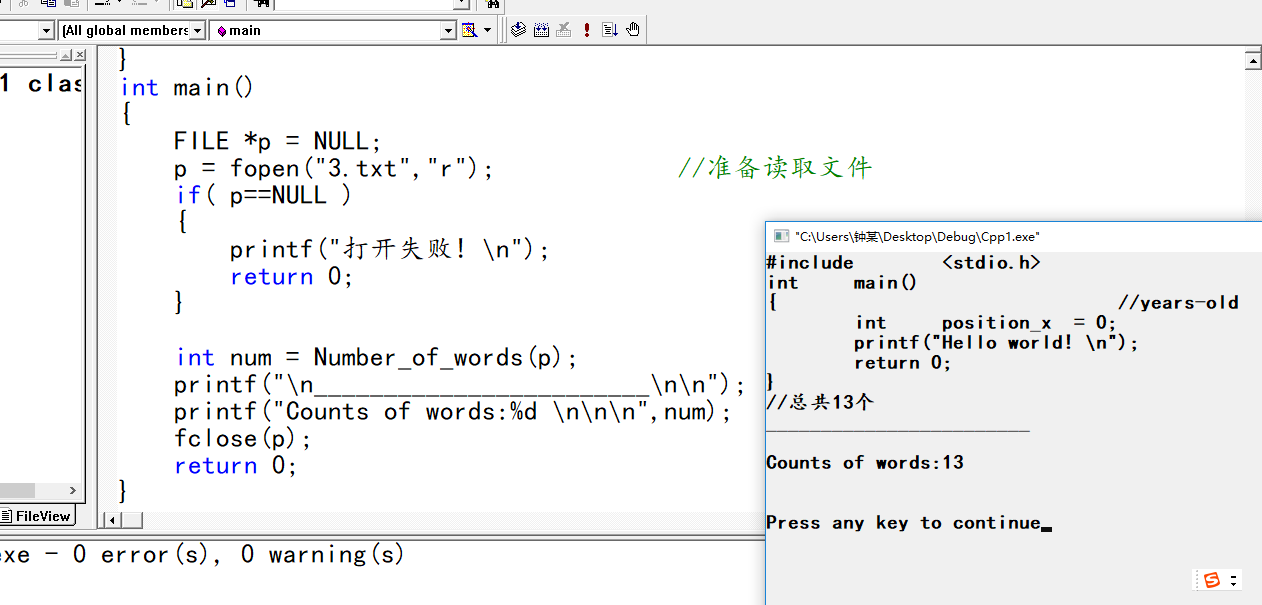 [All global members
main
1 clas
}
int main()
{
FILE *p = NULL;
p = fopen("3.txt","r"); //准备读取文件
if( p==NULL )
{
printf("打开失败! \n");
return 0;
}
int num = Number_of_words(p);
printf("\n________________________\n\n");
printf("Counts of words:%d \n\n\n",num);
fclose(p);
return 0;
}
FileView
exe - 0 error(s), 0 warning(s)
"C:\Users\钟某\Desktop\Debug\Cpp1.exe"
#include <stdio.h>
int main()
{ //years-old
int position_x = 0;
printf("Hello world! \n");
return 0;
}
//总共13个
________________________
Counts of words:13
Press any key to continue